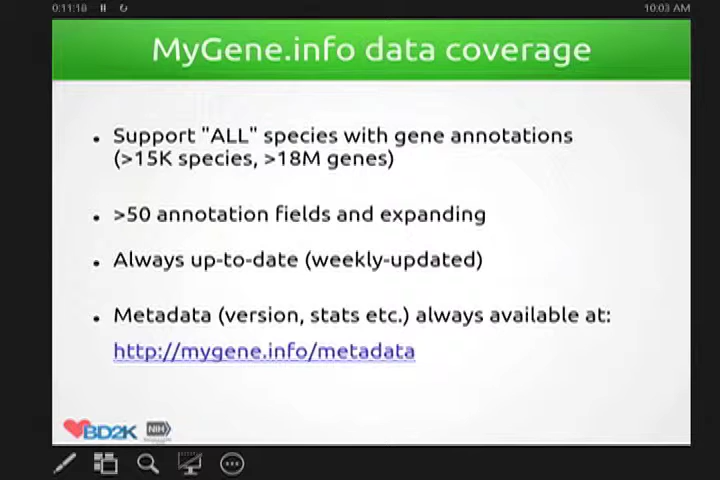 0:11:18
10:03 AM
MyGene.info data coverage
• Support "ALL" species with gene annotations
(>15K species, >18M genes)
• >50 annotation fields and expanding
• Always up-to-date (weekly-updated)
• Metadata (version, stats etc.) always available at:
http://mygene.info/metadata
BD2K NIH